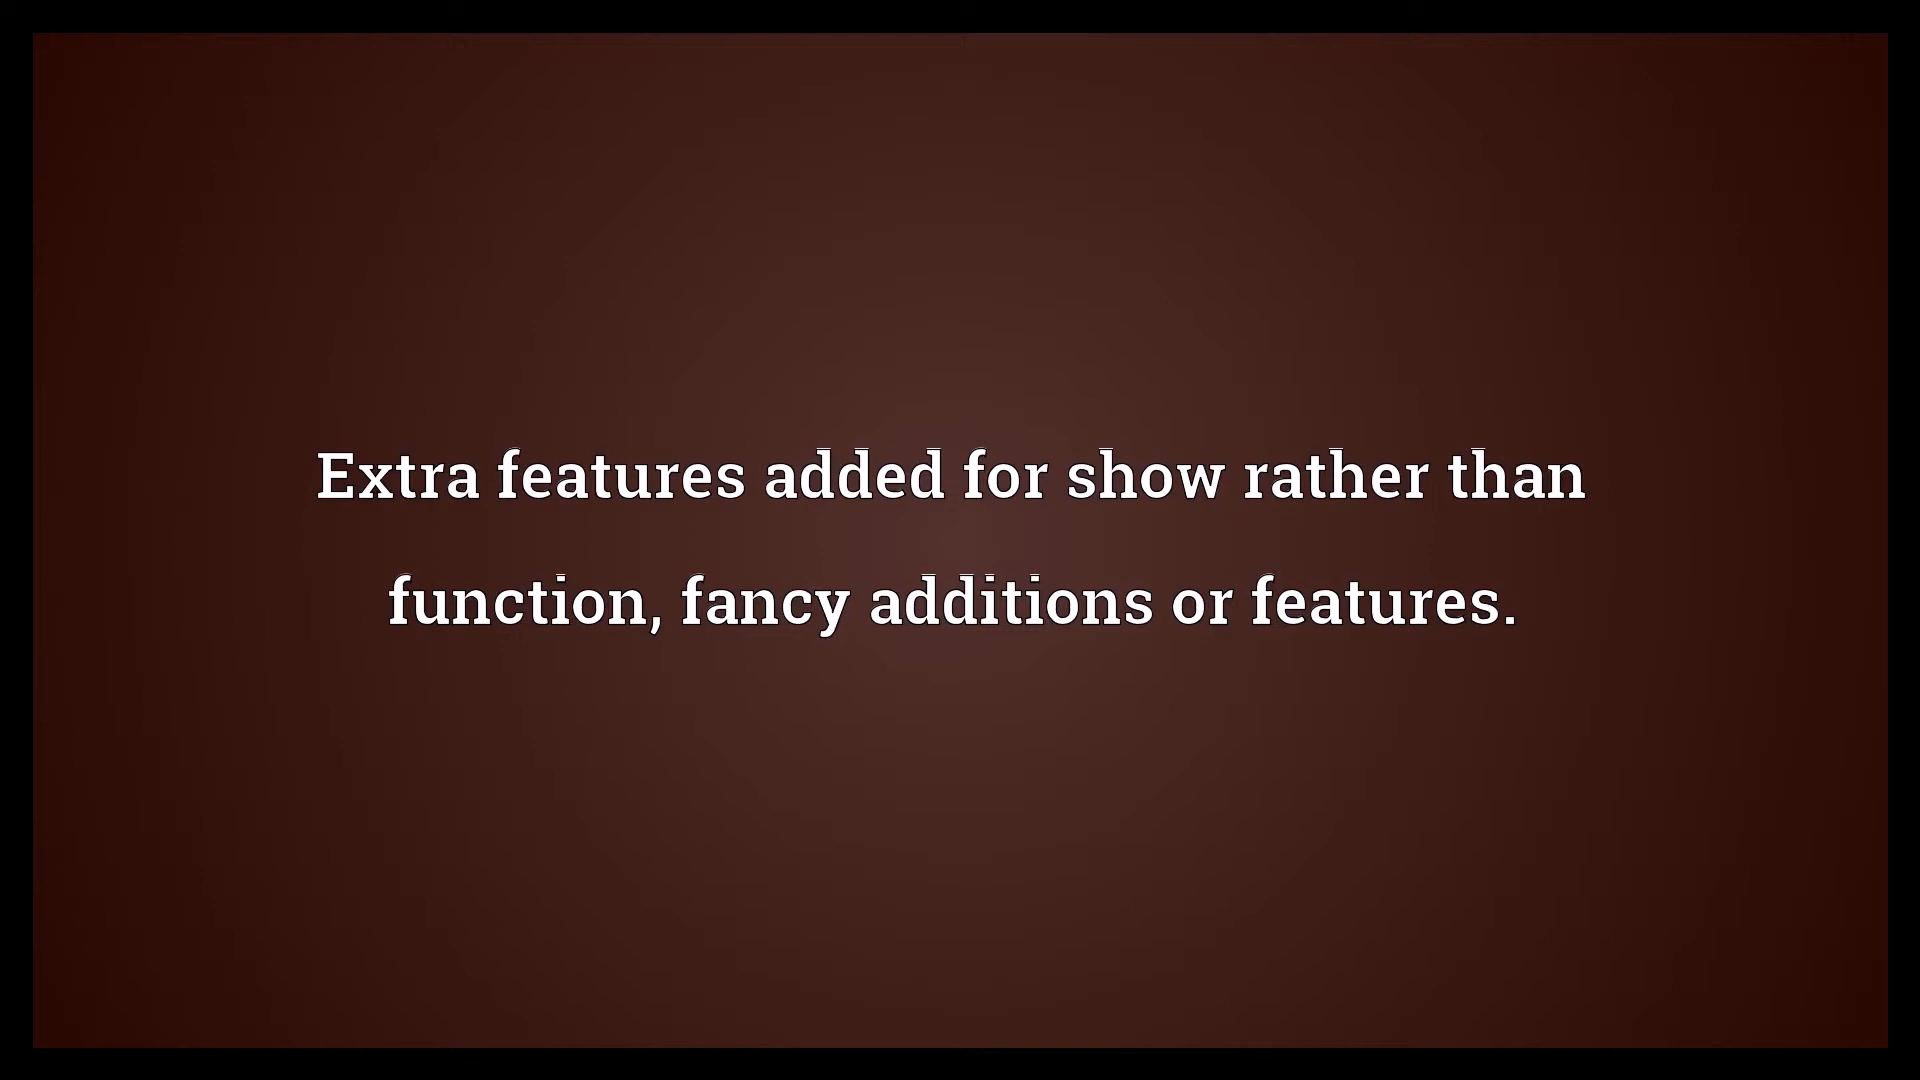 Extra features added for show rather than
function, fancy additions or features.